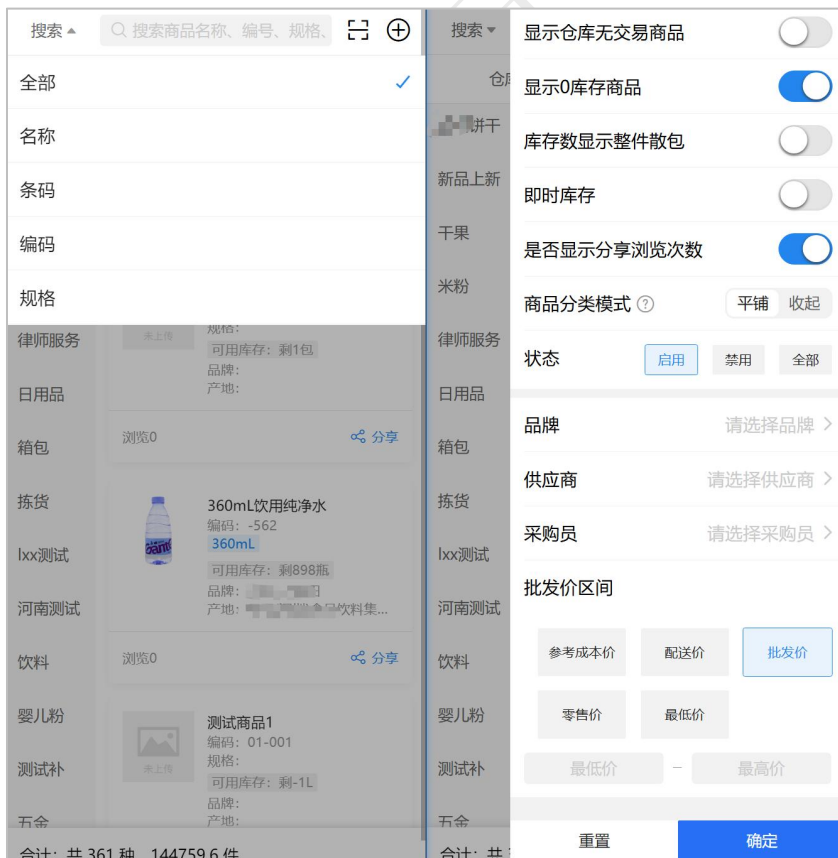 搜索
搜索商品名称、编号、规格、
全部
名称
条码
编码
规格
律师服务
日用品
箱包
拣货
lxx测试
河南测试
饮料
婴儿粉
测试补
五金
未上传
规格：
可用库存：剩1包
品牌：
产地：
浏览0
分享
360mL饮用纯净水
编码：-562
360mL
可用库存：剩898瓶
品牌：
产地：
饮料集...
浏览0
分享
未上传
测试商品1
编码：01-001
规格：
可用库存：剩-1L
品牌：
产地：
合计：共 361 种，144759.6 件
搜索
饼干
新品上新
干果
米粉
律师服务
日用品
箱包
拣货
lxx测试
河南测试
饮料
婴儿粉
测试补
五金
合计：共
显示仓库无交易商品
显示0库存商品
库存数显示整件散包
即时库存
是否显示分享浏览次数
商品分类模式 ? 平铺 收起
状态 启用 禁用 全部
品牌 请选择品牌
供应商 请选择供应商
采购员 请选择采购员
批发价区间
参考成本价 配送价 批发价
零售价 最低价
最低价 – 最高价
重置 确定